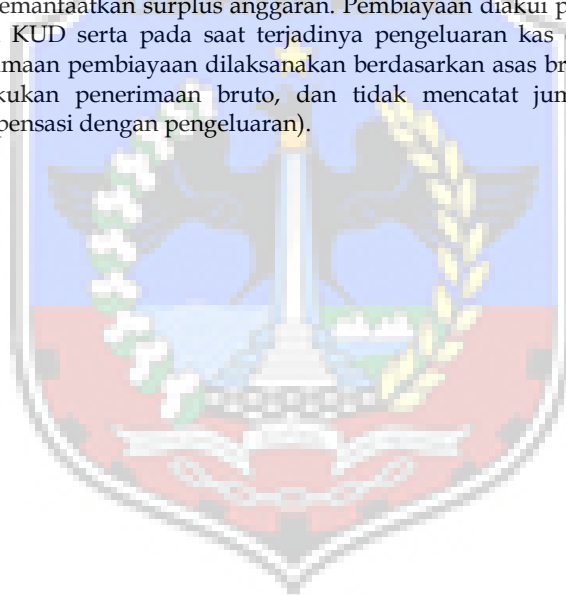 emanfaatkan surplus anggaran. Pembiayaan diakui p
KUD serta pada saat terjadinya pengeluaran kas
maan pembiayaan dilaksanakan berdasarkan asas br
ukan penerimaan bruto, dan tidak mencatat jum
pensasi dengan pengeluaran).